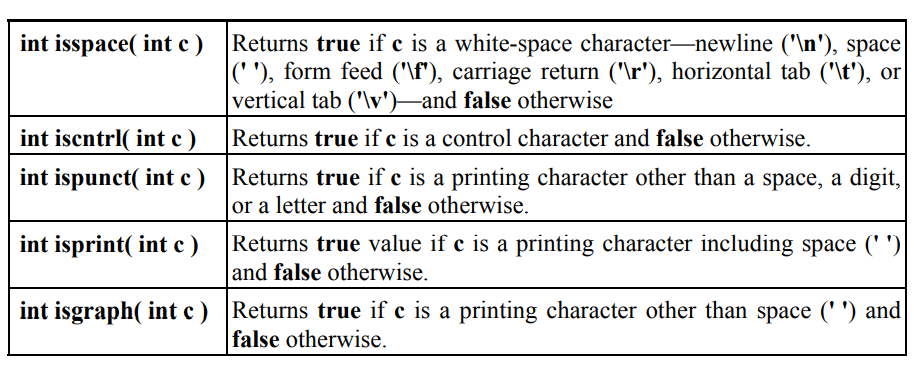 int isspace( int c ) Returns true if c is a white-space character—newline ('\n'), space
(' '), form feed ('\f'), carriage return ('\r'), horizontal tab ('\t'), or
vertical tab ('\v')—and false otherwise
int iscntrl( int c ) Returns true if c is a control character and false otherwise.
int ispunct( int c ) Returns true if c is a printing character other than a space, a digit,
or a letter and false otherwise.
int isprint( int c ) Returns true value if c is a printing character including space (' ')
and false otherwise.
int isgraph( int c ) Returns true if c is a printing character other than space (' ') and
false otherwise.